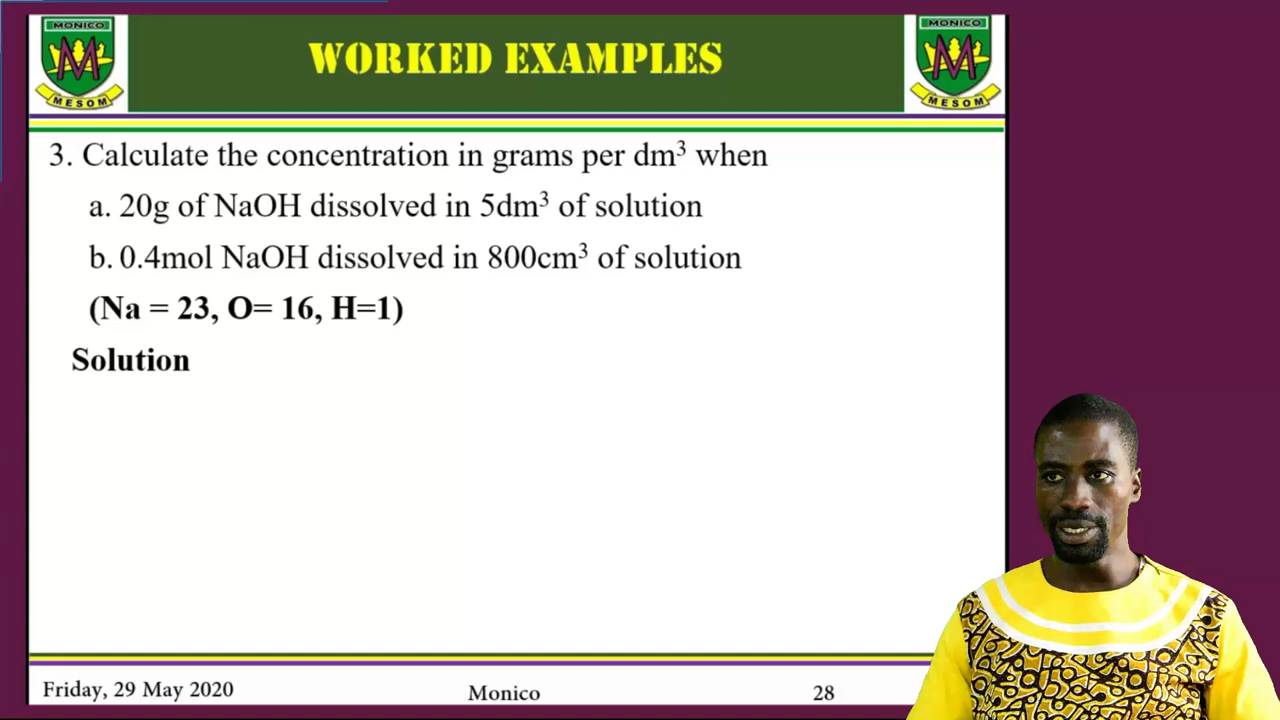 MONICO
MESOM
WORKED EXAMPLES
MONICO
MESOM
3. Calculate the concentration in grams per dm³ when
a. 20g of NaOH dissolved in 5dm³ of solution
b. 0.4mol NaOH dissolved in 800cm³ of solution
(Na = 23, O= 16, H=1)
Solution
Friday, 29 May 2020
Monico
28